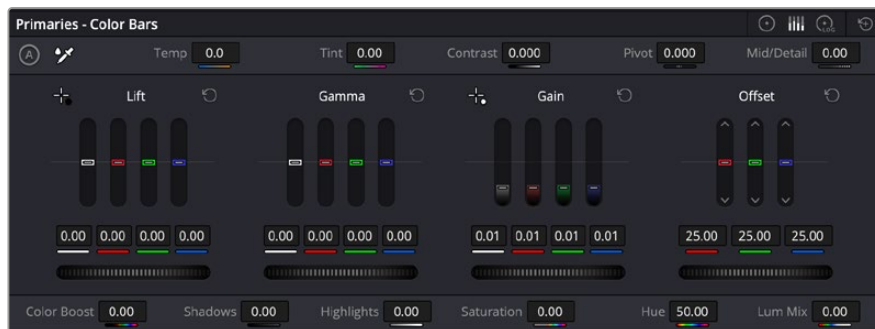 Primaries - Color Bars
LOG
A Temp 0.0 Tint 0.00 Contrast 0.000 Pivot 0.000 Mid/Detail 0.00
Lift Gamma Gain Offset
0.00 0.00 0.00 0.00 0.00 0.00 0.00 0.00 0.01 0.01 0.01 0.01 25.00 25.00 25.00
Color Boost 0.00 Shadows 0.00 Highlights 0.00 Saturation 0.00 Hue 50.00 Lum Mix 0.00